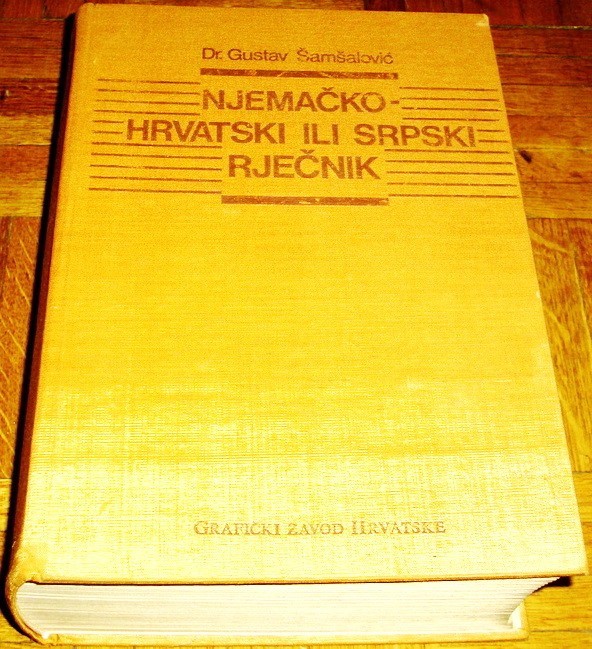 Dr. Gustav Šamšalović
NJEMAČKO-
HRVATSKI ILI SRPSKI
RJEČNIK
GRAFIČKI ZAVOD HRVATSKE